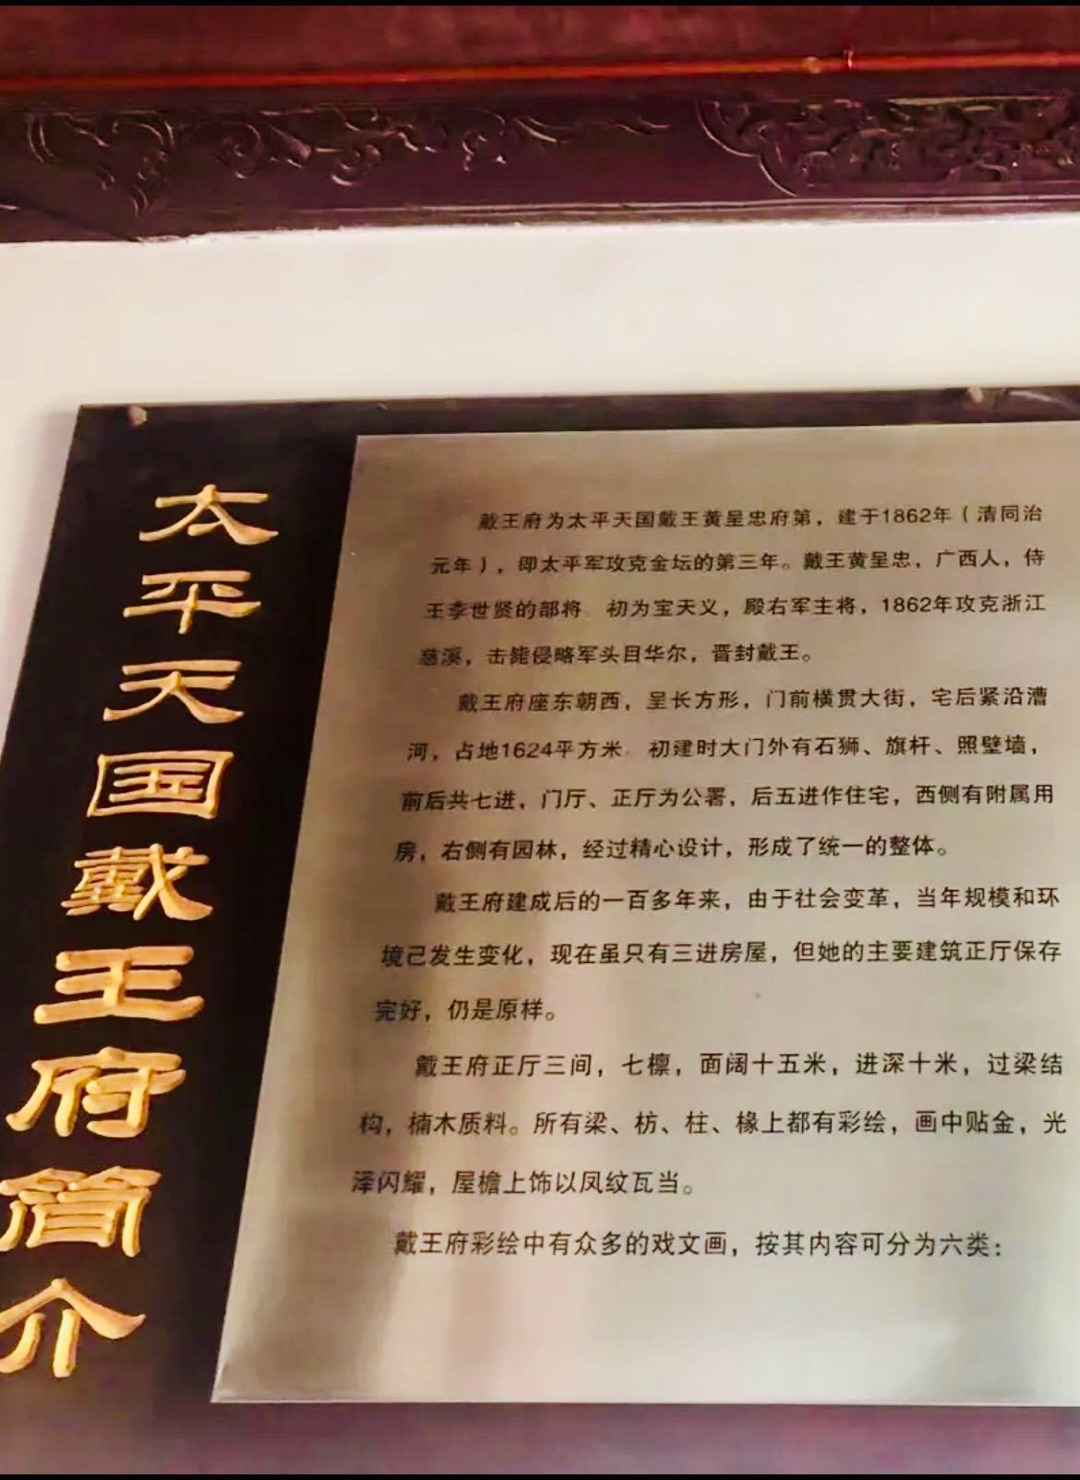 太平天国戴王府简介
戴王府为太平天国戴王黄呈忠府第，建于1862年（清同治
元年），即太平军攻克金坛的第三年。戴王黄呈忠，广西人，侍
王李世贤的部将 初为宝天义，殿右军主将，1862年攻克浙江
慈溪，击毙侵略军头目华尔，晋封戴王。
戴王府座东朝西，呈长方形，门前横贯大街，宅后紧沿漕
河，占地1624平方米 初建时大门外有石狮、旗杆、照壁墙，
前后共七进，门厅、正厅为公署，后五进作住宅，西侧有附属用
房，右侧有园林，经过精心设计，形成了统一的整体。
戴王府建成后的一百多年来，由于社会变革，当年规模和环
境已发生变化，现在虽只有三进房屋，但她的主要建筑正厅保存
完好，仍是原样。
戴王府正厅三间，七檩，面阔十五米，进深十米，过梁结
构，楠木质料。所有梁、枋、柱、椽上都有彩绘，画中贴金，光
泽闪耀，屋檐上饰以凤纹瓦当。
戴王府彩绘中有众多的戏文画，按其内容可分为六类：